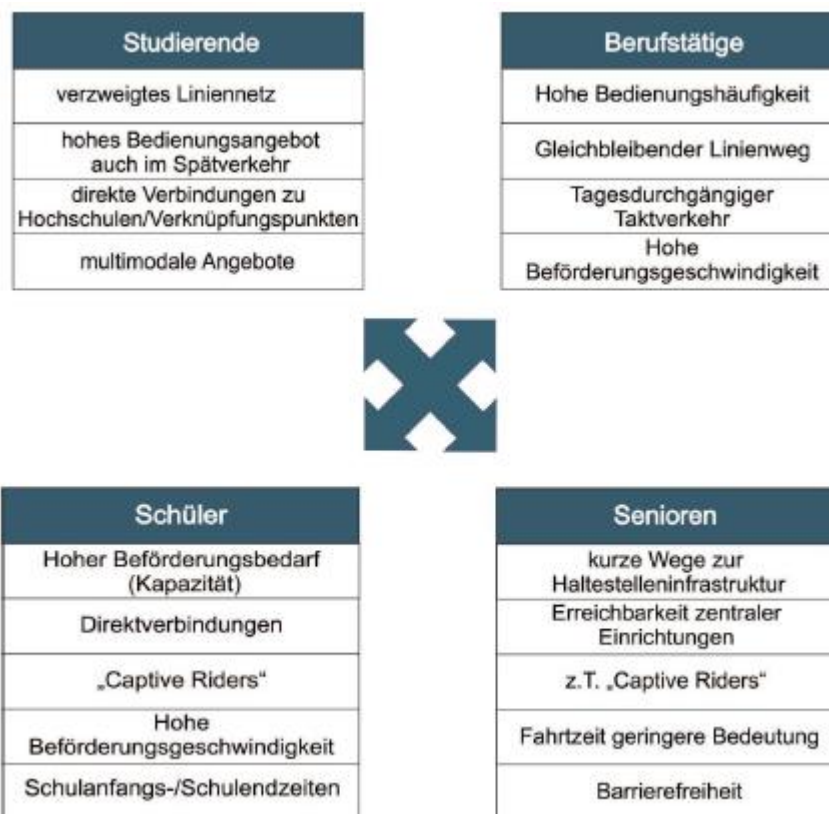 Studierende
verzweigtes Liniennetz
hohes Bedienungsangebot
auch im Spätverkehr
direkte Verbindungen zu
Hochschulen/Verknüpfungspunkten
multimodale Angebote
Berufstätige
Hohe Bedienungshäufigkeit
Gleichbleibender Linienweg
Tagesdurchgängiger
Taktverkehr
Hohe
Beförderungsgeschwindigkeit
Schüler
Hoher Beförderungsbedarf
(Kapazität)
Direktverbindungen
„Captive Riders“
Hohe
Beförderungsgeschwindigkeit
Schulanfangs-/Schulendzeiten
Senioren
kurze Wege zur
Haltestelleninfrastruktur
Erreichbarkeit zentraler
Einrichtungen
z.T. „Captive Riders“
Fahrtzeit geringere Bedeutung
Barrierefreiheit